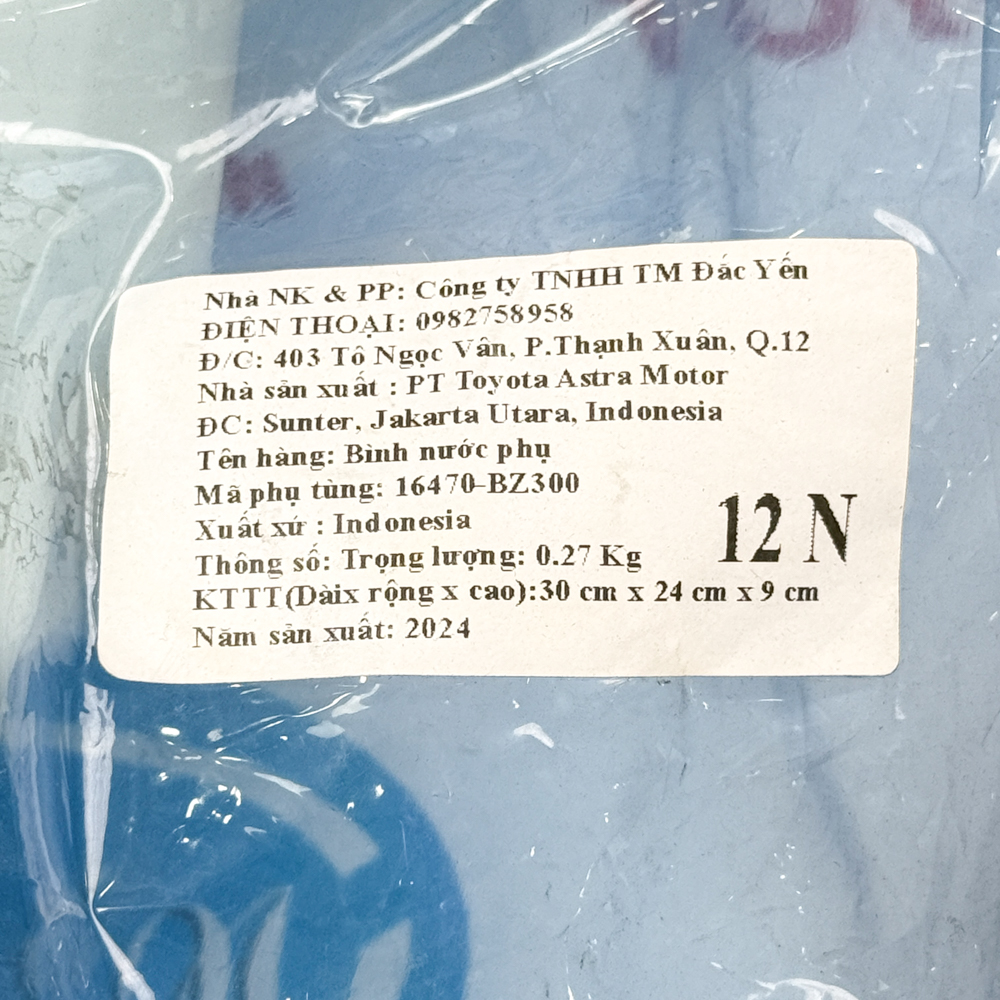 Nhà NK & PP: Công ty TNHH TM Đắc Yến
ĐIỆN THOẠI: 0982758958
Đ/C: 403 Tô Ngọc Vân, P.Thạnh Xuân, Q.12
Nhà sản xuất : PT Toyota Astra Motor
ĐC: Sunter, Jakarta Utara, Indonesia
Tên hàng: Bình nước phụ
Mã phụ tùng: 16470-BZ300
Xuất xứ : Indonesia
Thông số: Trọng lượng: 0.27 Kg
KTTT(Dàix rộng x cao):30 cm x 24 cm x 9 cm
Năm sản xuất: 2024
12 N